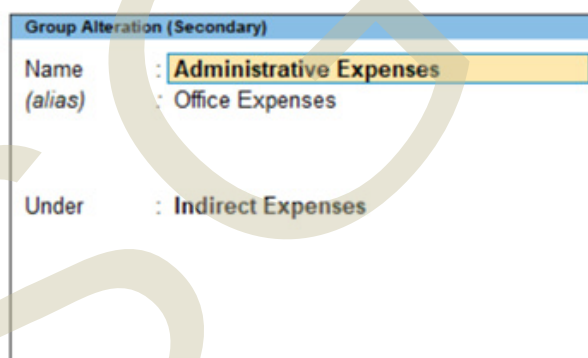 Group Alteration (Secondary)
Name : Administrative Expenses
(alias) : Office Expenses
Under : Indirect Expenses